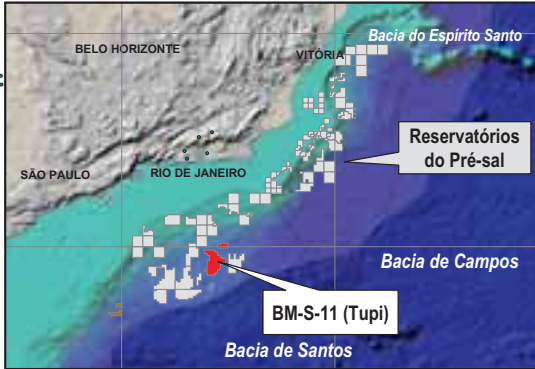 Bacia do Espírito Santo
BELO HORIZONTE
VITÓRIA
Reservatórios
do Pré-sal
RIO DE JANEIRO
SÃO PAULO
Bacia de Campos
BM-S-11 (Tupi)
Bacia de Santos